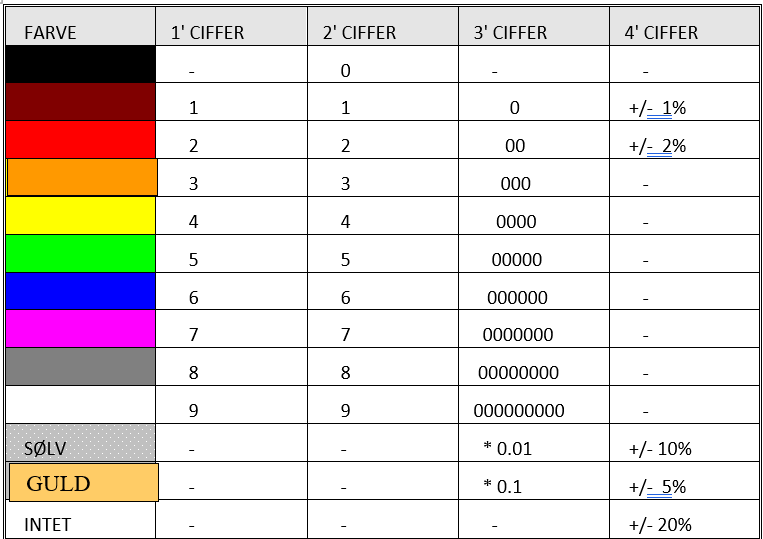 FARVE 1' CIFFER 2' CIFFER 3' CIFFER 4' CIFFER
- 0 - -
1 1 0 +/- 1%
2 2 00 +/- 2%
3 3 000 -
4 4 0000 -
5 5 00000 -
6 6 000000 -
7 7 0000000 -
8 8 00000000 -
9 9 000000000 -
SØLV - - * 0.01 +/- 10%
GULD - - * 0.1 +/- 5%
INTET - - - +/- 20%